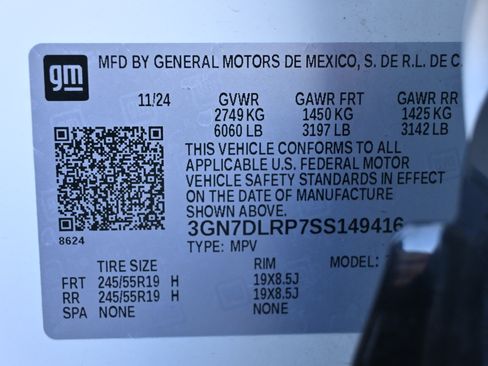 gm
MFD BY GENERAL MOTORS DE MEXICO, S. DE R.L. DE C.
11/24 GVWR GAWR FRT GAWR RR
2749 KG 1450 KG 1425 KG
6060 LB 3197 LB 3142 LB
THIS VEHICLE CONFORMS TO ALL
APPLICABLE U.S. FEDERAL MOTOR
VEHICLE SAFETY STANDARDS IN EFFECT
ON THE DATE OF MANUFACTURE
SHOWN ABOVE.
3GN7DLRP7SS149416
8624
TYPE: MPV
TIRE SIZE RIM MODEL:
FRT 245/55R19 H 19X8.5J
RR 245/55R19 H 19X8.5J
SPA NONE NONE